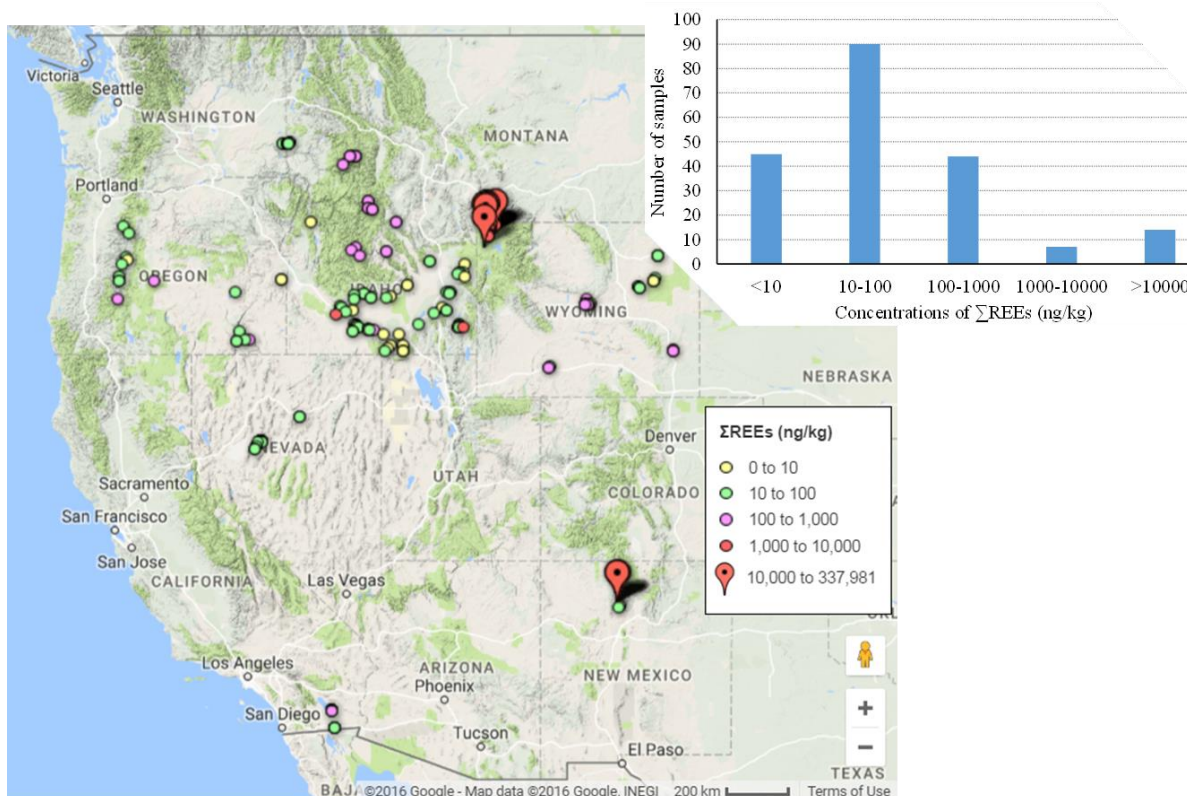 Victoria
Seattle
WASHINGTON
MONTANA
Portland
OREGON
IDAHO
WYOMING
NEBRASKA
NEVADA
Denver
UTAH
COLORADO
Sacramento
San Francisco
San Jose
CALIFORNIA
Las Vegas
Los Angeles
ARIZONA
NEW MEXICO
Phoenix
San Diego
Tucson
El Paso
TEXAS
©2016 Google - Map data ©2016 Google, INEGI 200 km Terms of Use
∑REEs (ng/kg)
0 to 10
10 to 100
100 to 1,000
1,000 to 10,000
10,000 to 337,981
+
−
Number of samples
100
90
80
70
60
50
40
30
20
10
0
<10 10-100 100-1000 1000-10000 >10000
Concentrations of ∑REEs (ng/kg)